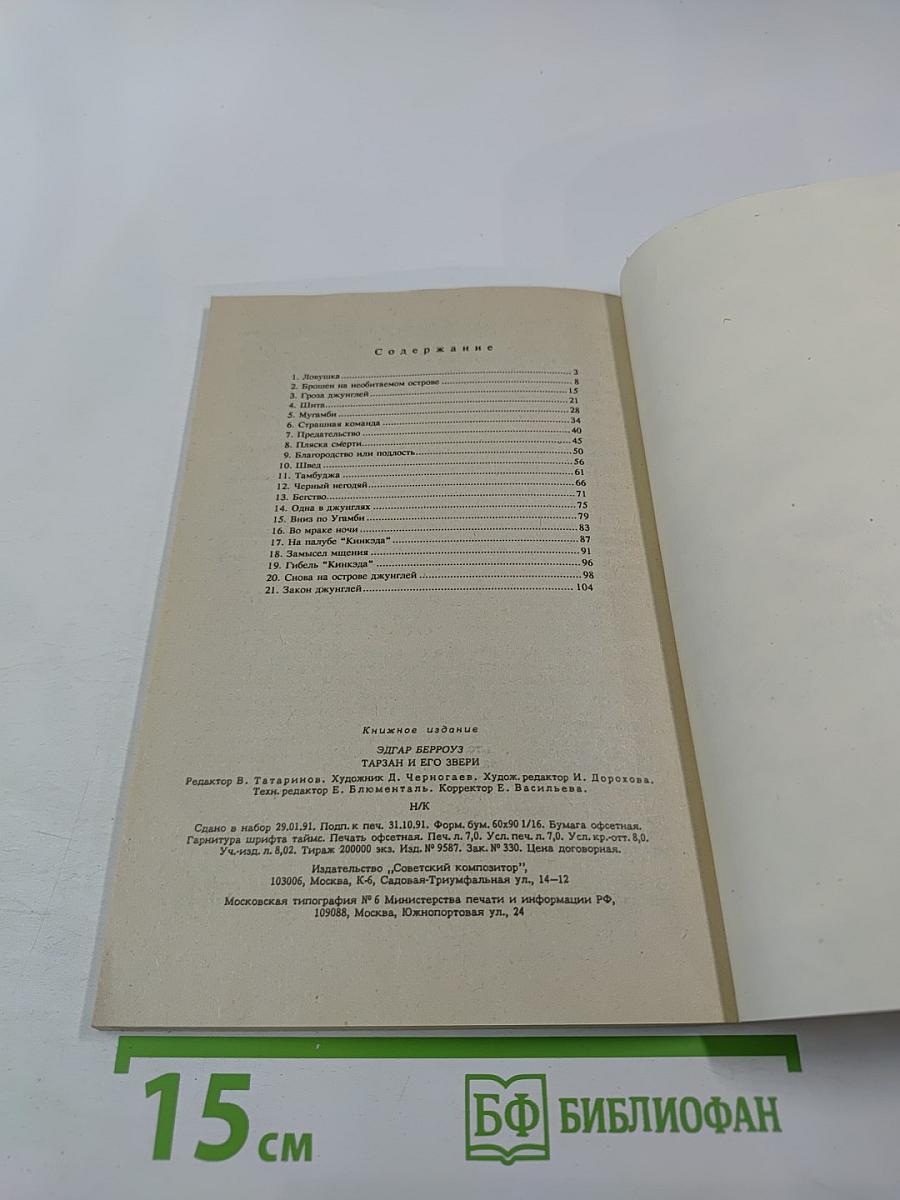 Содержание
1. Ловушка ........ 3
2. Брошен на необитаемом острове ........ 8
3. Гроза джунглей ........ 15
4. Шита ........ 21
5. Мугамби ........ 28
6. Страшная команда ........ 34
7. Предательство ........ 40
8. Пляска смерти ........ 45
9. Благородство или подлость ........ 50
10. Швед ........ 56
11. Тамбуджа ........ 61
12. Черный негодяй ........ 66
13. Бегство ........ 71
14. Одна в джунглях ........ 75
15. Вниз по Угамби ........ 79
16. Во мраке ночи ........ 83
17. На палубе "Кинкэда" ........ 87
18. Замысел мщения ........ 91
19. Гибель "Кинкэда" ........ 96
20. Снова на острове джунглей ........ 98
21. Закон джунглей ........ 104
Книжное издание
ЭДГАР БЕРРОУЗ
ТАРЗАН И ЕГО ЗВЕРИ
Редактор В. Татаринов. Художник Д. Черногаев. Худож. редактор И. Дорохова.
Техн. редактор Е. Блюменталь. Корректор Е. Васильева.
Н/К
Сдано в набор 29.01.91. Подп. к печ. 31.10.91. Форм. бум. 60х90 1/16. Бумага офсетная.
Гарнитура шрифта таймс. Печать офсетная. Печ. л. 7,0. Усл. печ. л. 7,0. Усл. кр.-отт. 8,0.
Уч.-изд. л. 8,02. Тираж 200000 экз. Изд. № 9587. Зак. № 330. Цена договорная.
Издательство „Советский композитор",
103006, Москва, К-6, Садовая-Триумфальная ул., 14—12
Московская типография № 6 Министерства печати и информации РФ,
109088, Москва, Южнопортовая ул., 24
15 см
БФ БИБЛИОФАН